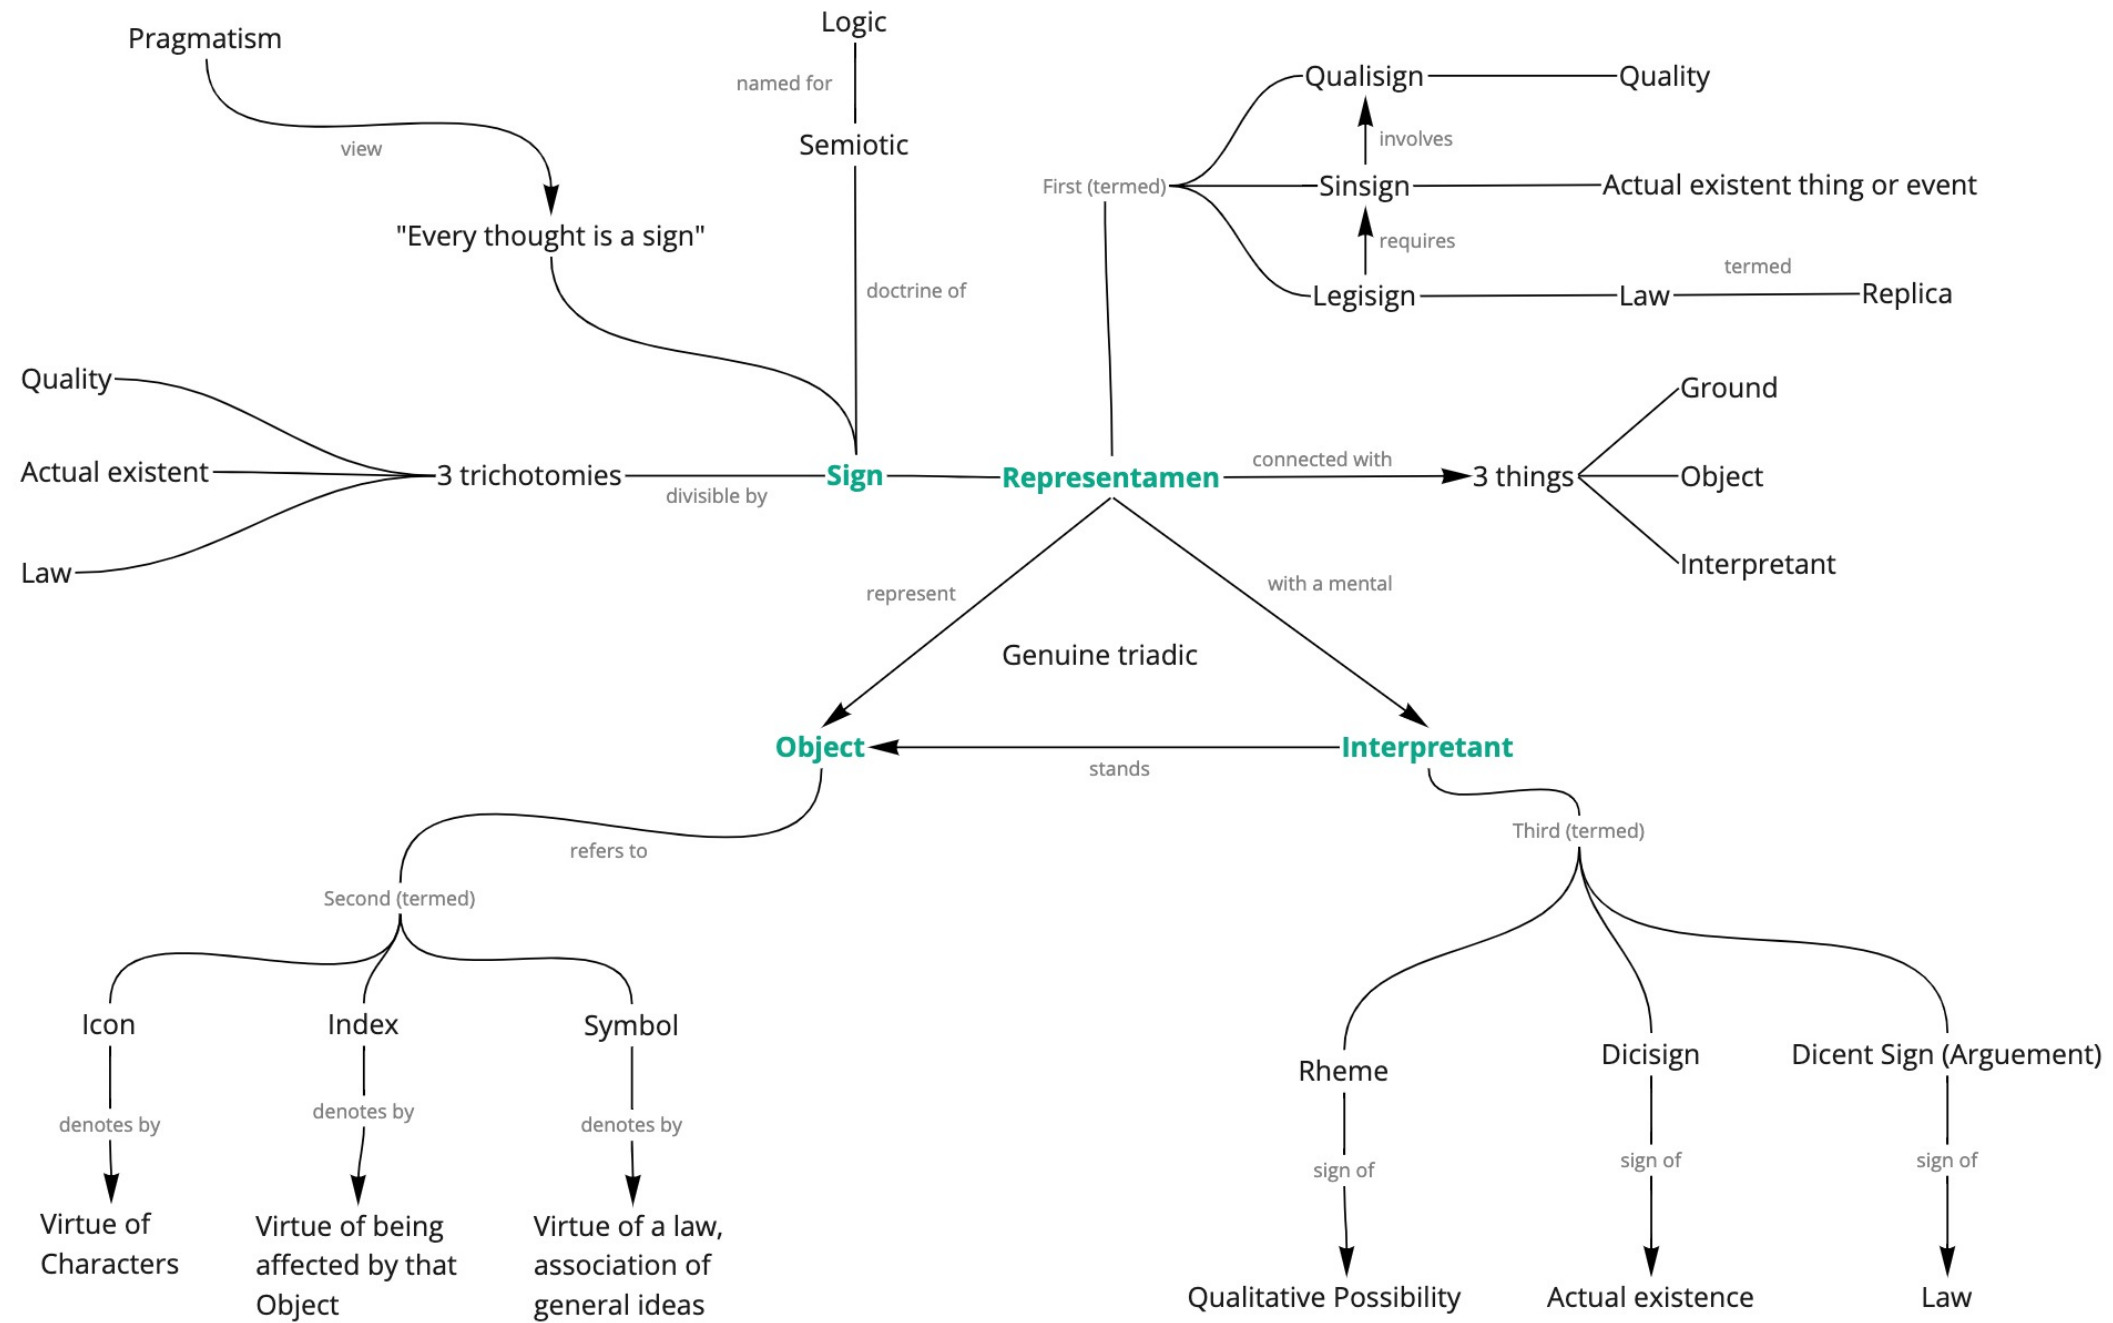 Logic
Pragmatism
named for
Qualisign
Quality
view
Semiotic
involves
First (termed)
Sinsign
Actual existent thing or event
"Every thought is a sign"
requires
doctrine of
termed
Legisign
Law
Replica
Quality
Ground
Actual existent
3 trichotomies
divisible by
Sign
Representamen
connected with
3 things
Object
Law
Interpretant
represent
with a mental
Genuine triadic
Object
stands
Interpretant
refers to
Third (termed)
Second (termed)
Icon
Index
Symbol
Rheme
Dicisign
Dicent Sign (Arguement)
denotes by
denotes by
denotes by
sign of
sign of
sign of
Virtue of
Characters
Virtue of being
affected by that
Object
Virtue of a law,
association of
general ideas
Qualitative Possibility
Actual existence
Law